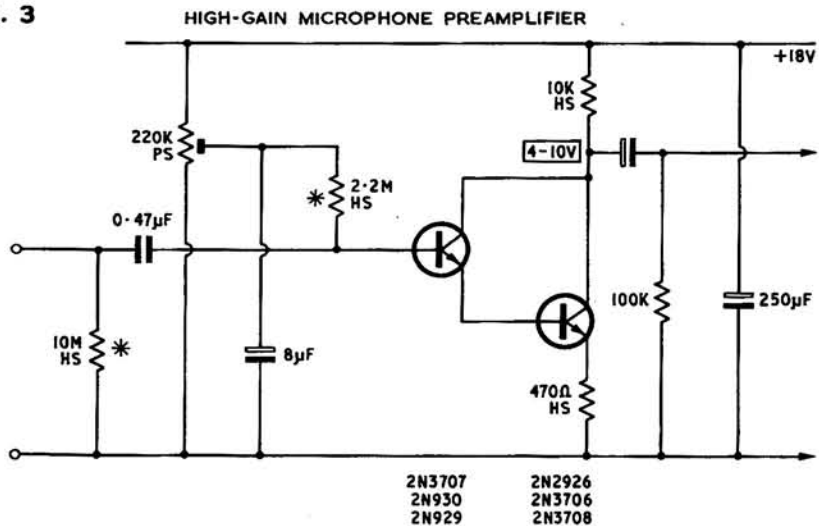 . 3
HIGH-GAIN MICROPHONE PREAMPLIFIER
+18V
10K
HS
220K
PS
4-10V
2·2M
HS
*
0·47µF
100K
250µF
10M
HS
*
8µF
470Ω
HS
2N3707
2N930
2N929
2N2926
2N3706
2N3708